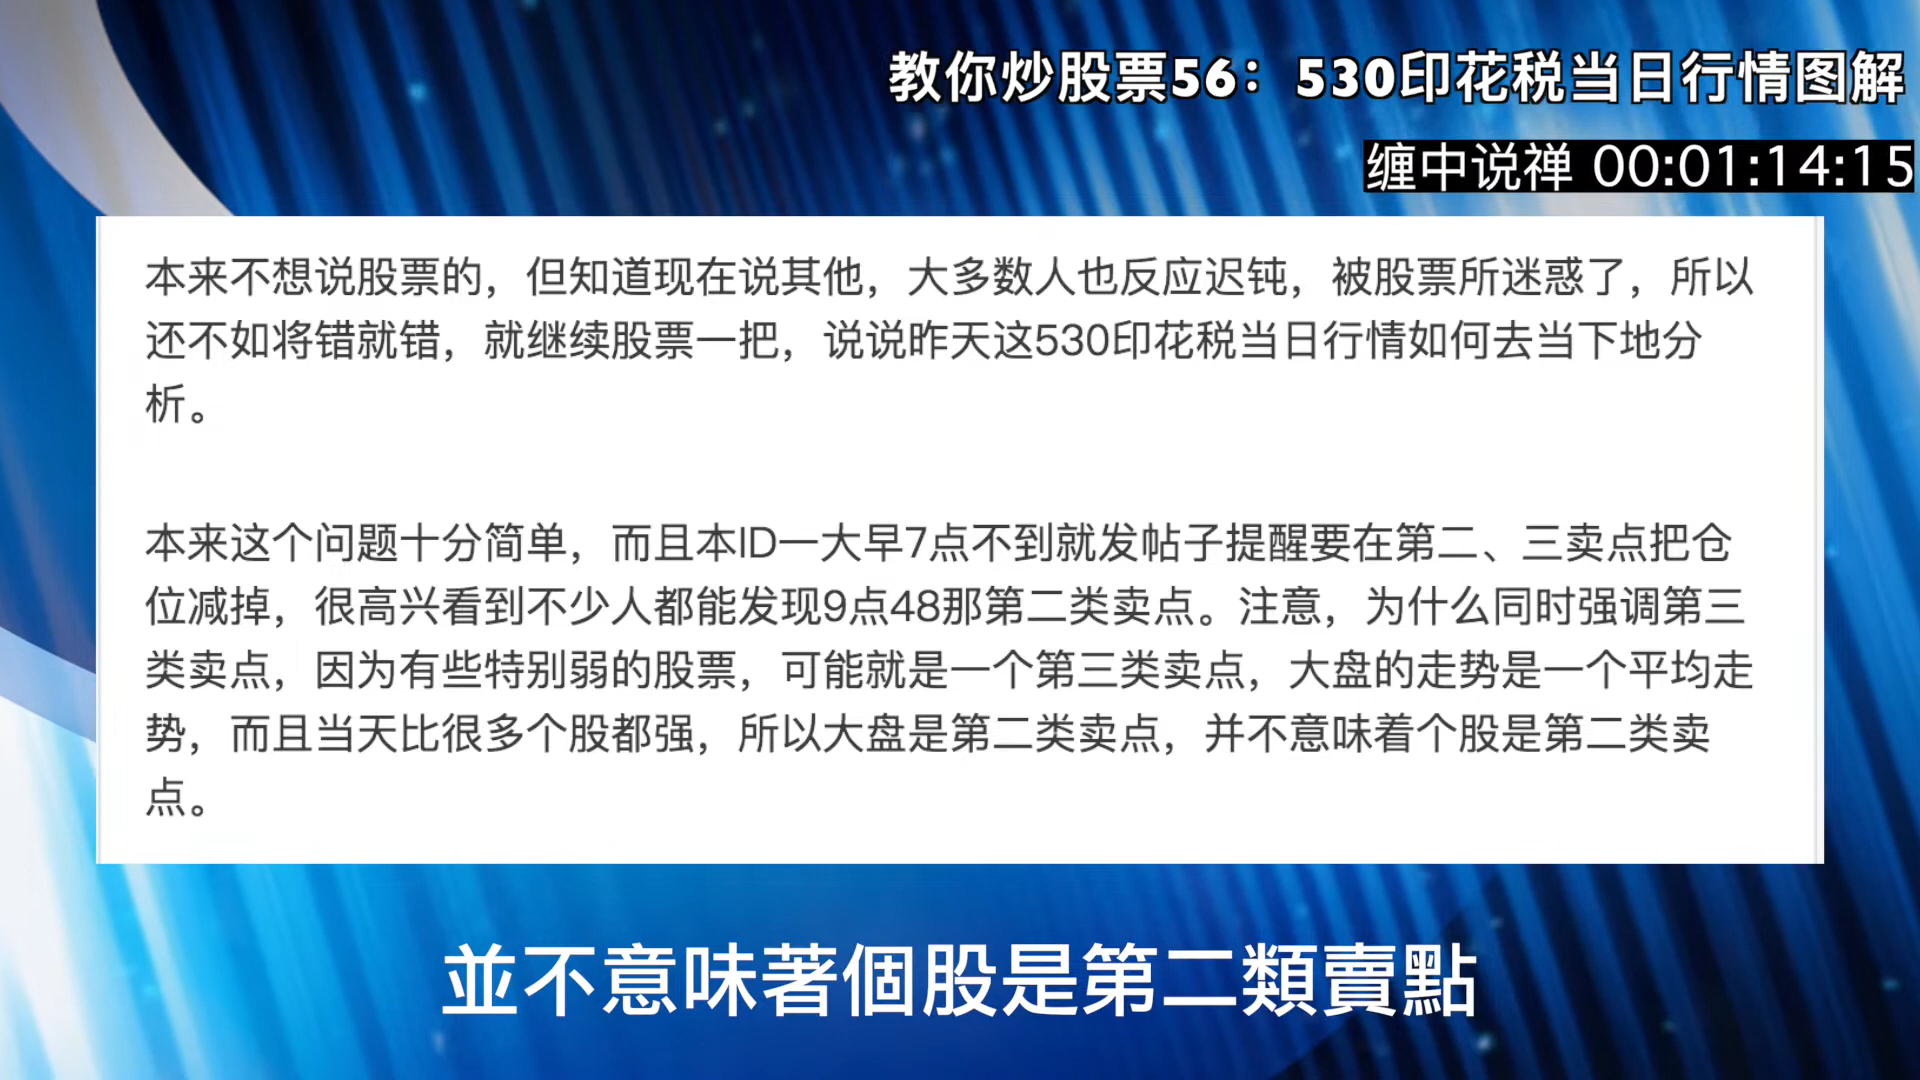 教你炒股票56：530印花税当日行情图解
缠中说禅 00:01:14:15
本来不想说股票的，但知道现在说其他，大多数人也反应迟钝，被股票所迷惑了，所以
还不如将错就错，就继续股票一把，说说昨天这530印花税当日行情如何去当下地分
析。
本来这个问题十分简单，而且本ID一大早7点不到就发帖子提醒要在第二、三卖点把仓
位减掉，很高兴看到不少人都能发现9点48那第二类卖点。注意，为什么同时强调第三
类卖点，因为有些特别弱的股票，可能就是一个第三类卖点，大盘的走势是一个平均走
势，而且当天比很多个股都强，所以大盘是第二类卖点，并不意味着个股是第二类卖
点。
並不意味著個股是第二類賣點